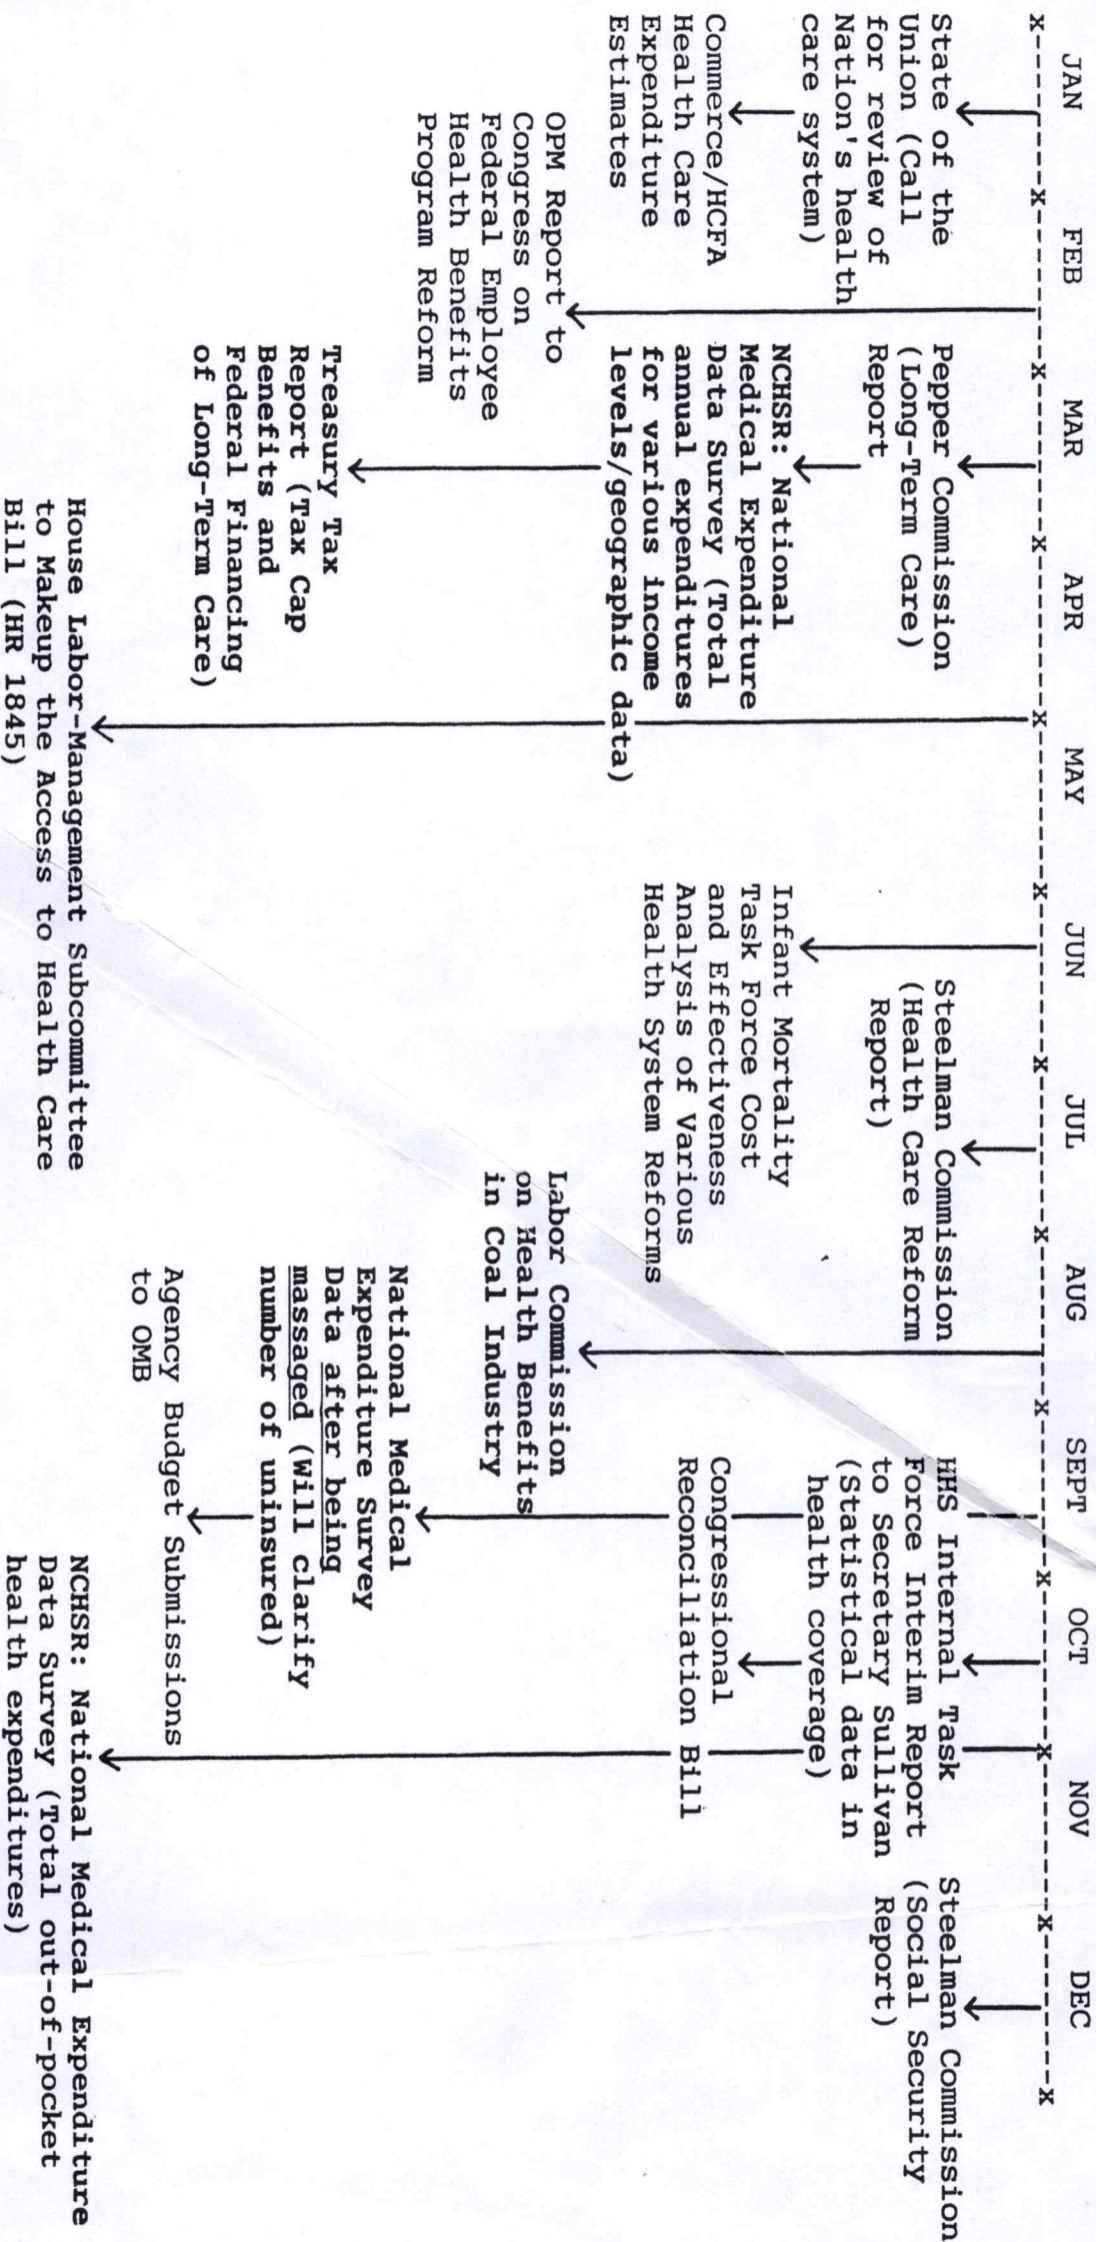 JAN FEB MAR APR MAY JUN JUL AUG SEPT OCT NOV DEC
x-----x-----x-----x-----x-----x-----x-----x-----x-----x-----x-----x-----x
State of the
Union (Call
for review of
Nation's health
care system)
Commerce/HCFA
Health Care
Expenditure
Estimates
OPM Report to
Congress on
Federal Employee
Health Benefits
Program Reform
Pepper Commission
(Long-Term Care)
Report
NCHSR: National
Medical Expenditure
Data Survey (Total
annual expenditures
for various income
levels/geographic data)
Treasury Tax
Report (Tax Cap
Benefits and
Federal Financing
of Long-Term Care)
House Labor-Management Subcommittee
to Makeup the Access to Health Care
Bill (HR 1845)
Infant Mortality
Task Force Cost
and Effectiveness
Analysis of Various
Health System Reforms
Steelman Commission
(Health Care Reform
Report)
Labor Commission
on Health Benefits
in Coal Industry
HHS Internal Task
Force Interim Report
to Secretary Sullivan
(Statistical data in
health coverage)
Congressional
Reconciliation Bill
National Medical
Expenditure Survey
Data after being
massaged (Will clarify
number of uninsured)
Agency Budget Submissions
to OMB
NCHSR: National Medical Expenditure
Data Survey (Total out-of-pocket
health expenditures)
Steelman Commission
(Social Security
Report)